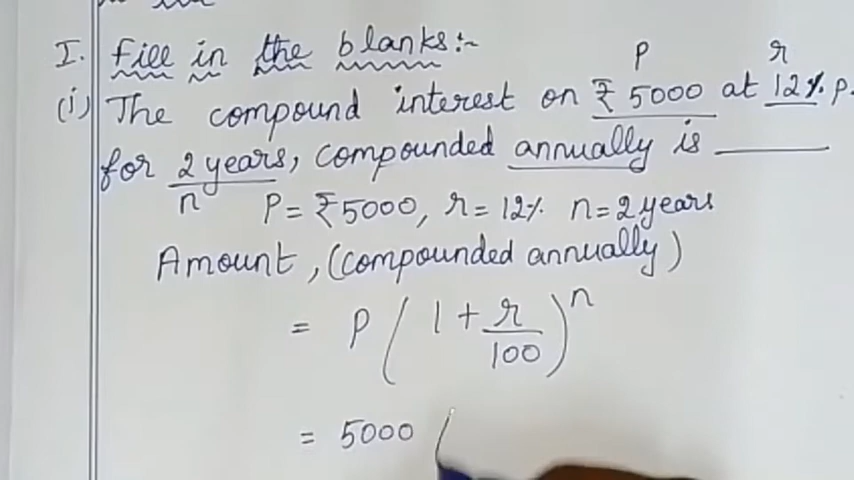 P r
I. Fill in the blanks:-
(i) The compound interest on ₹ 5000 at 12% p.
for 2 years, compounded annually is ______
n P = ₹5000, r = 12% n = 2 years
Amount, (compounded annually)
= P ( 1 + r/100 )^n
= 5000 (